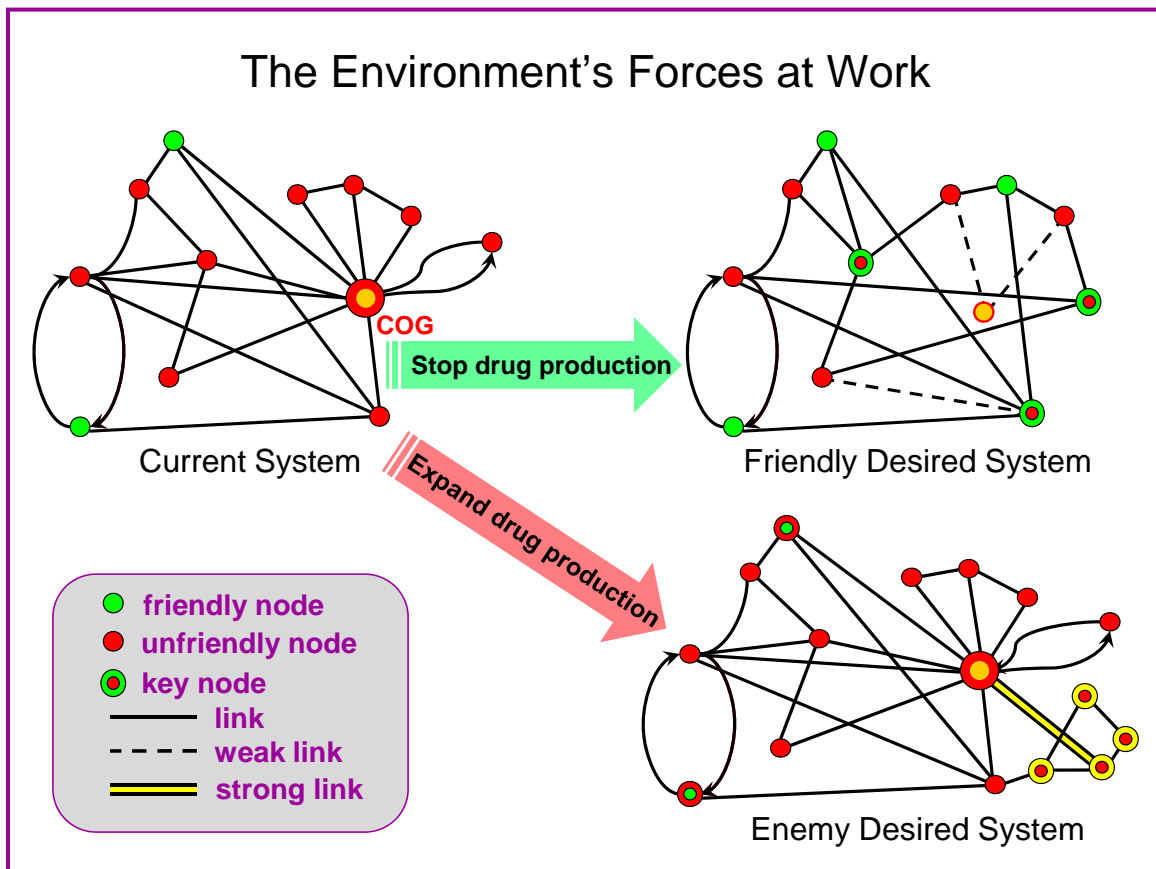 The Environment's Forces at Work
COG
Stop drug production
Current System
Friendly Desired System
Expand drug production
friendly node
unfriendly node
key node
link
weak link
strong link
Enemy Desired System